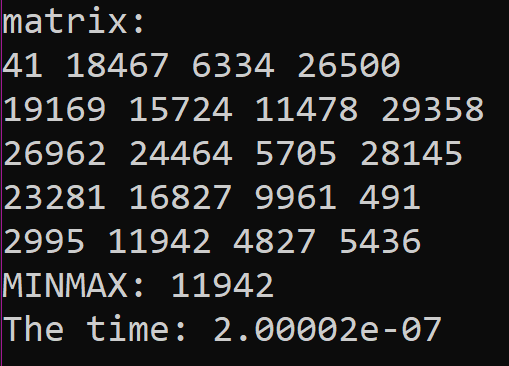 matrix:
41 18467 6334 26500
19169 15724 11478 29358
26962 24464 5705 28145
23281 16827 9961 491
2995 11942 4827 5436
MINMAX: 11942
The time: 2.00002e-07